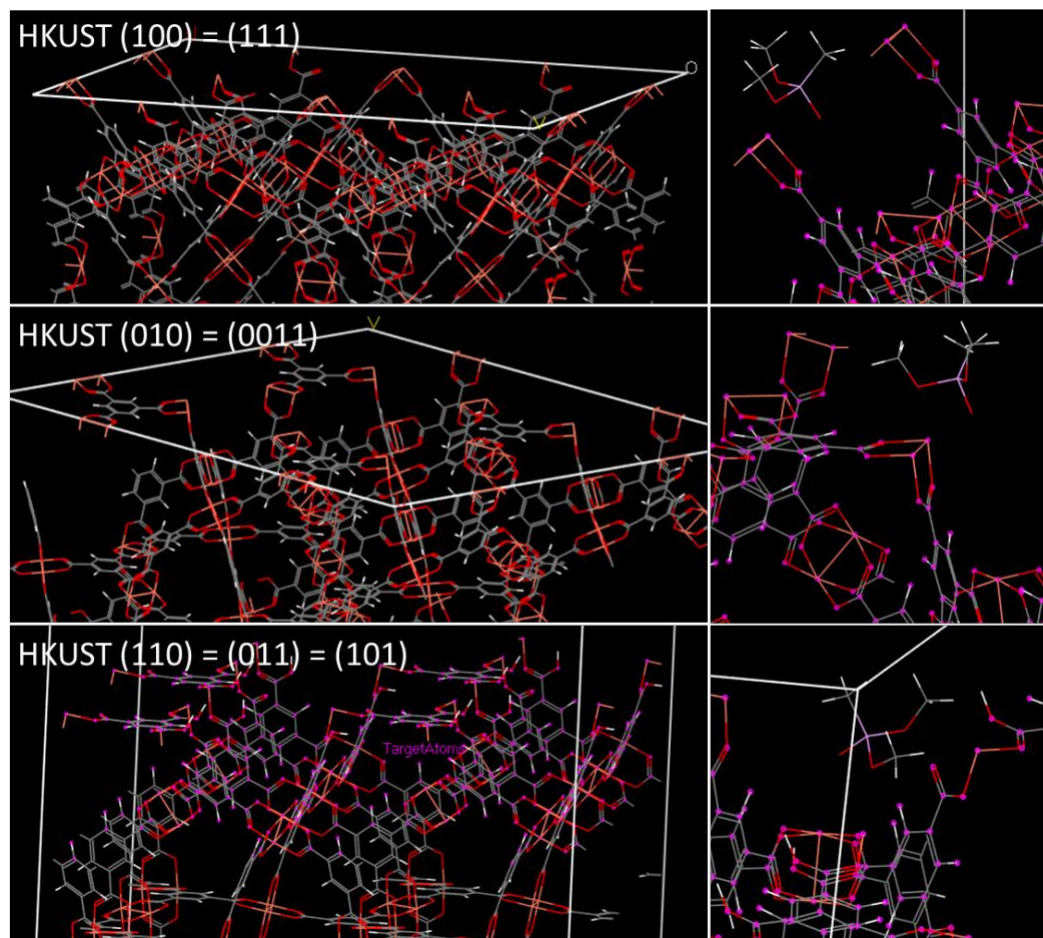 HKUST (100) = (111)
O
Y
HKUST (010) = (0011)
Y
HKUST (110) = (011) = (101)
TargetAtoms